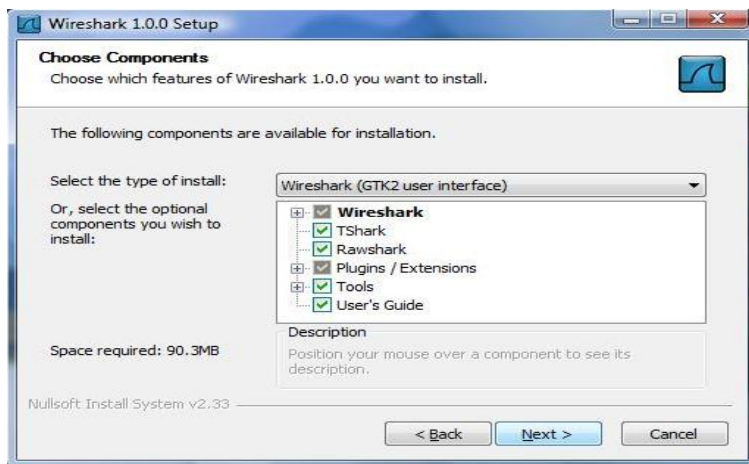 Wireshark 1.0.0 Setup
Choose Components
Choose which features of Wireshark 1.0.0 you want to install.
The following components are available for installation.
Select the type of install:
Wireshark (GTK2 user interface)
Or, select the optional
components you wish to
install:
Wireshark
TShark
Rawshark
Plugins / Extensions
Tools
User's Guide
Space required: 90.3MB
Description
Position your mouse over a component to see its
description.
Nullsoft Install System v2.33
< Back
Next >
Cancel